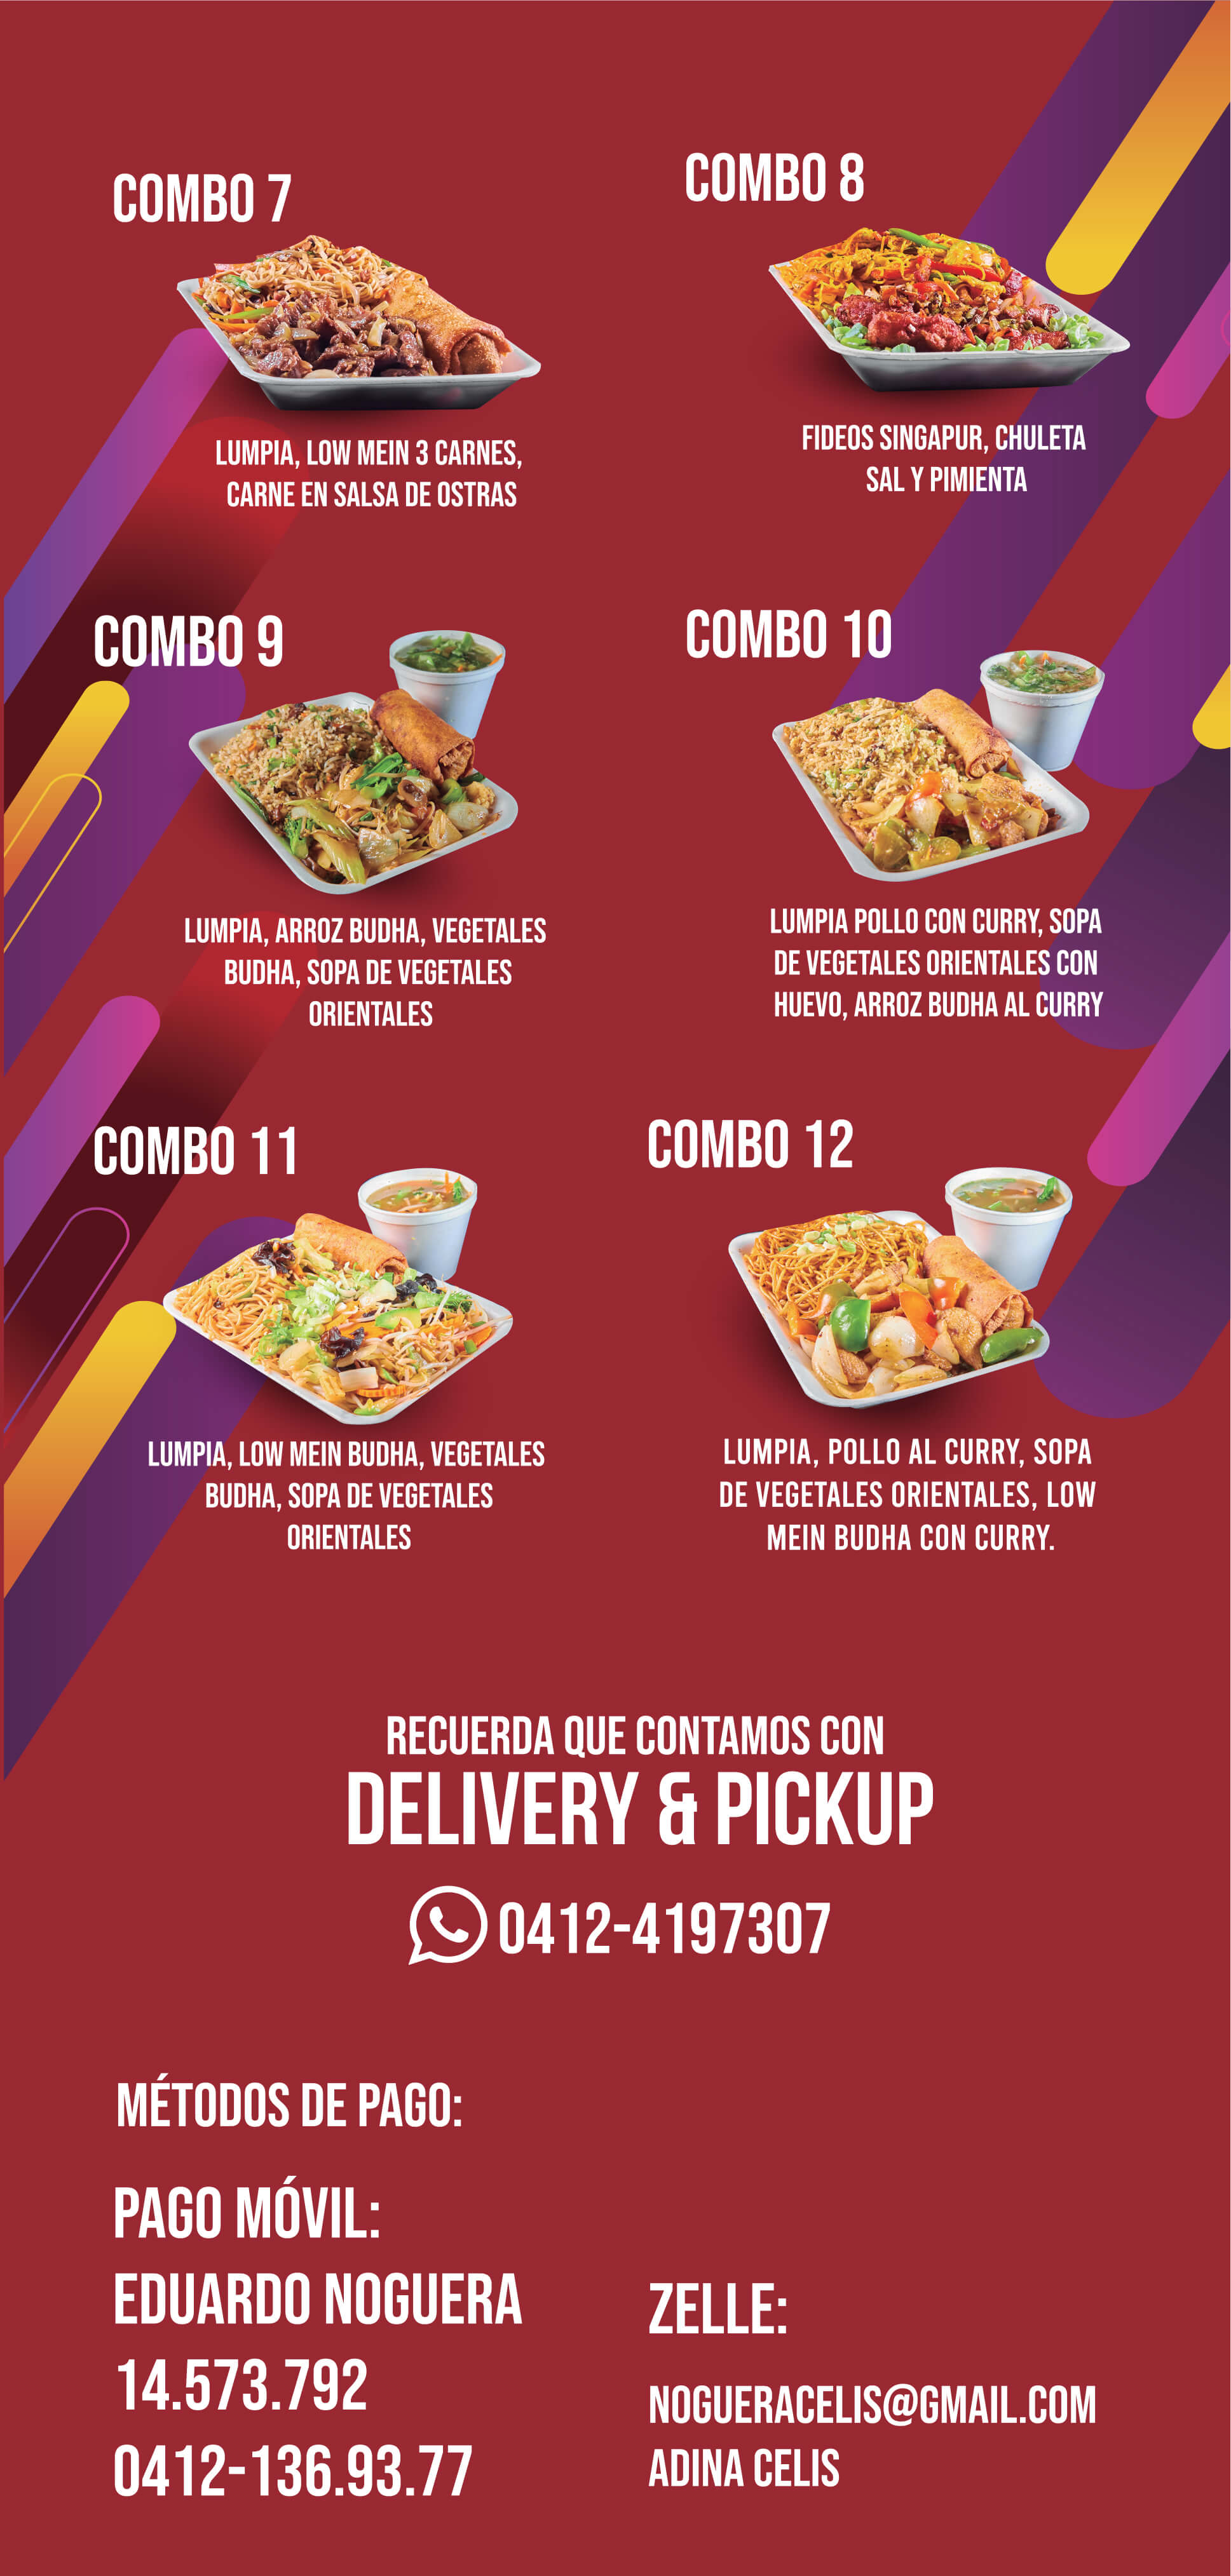 COMBO 7
LUMPIA, LOW MEIN 3 CARNES,
CARNE EN SALSA DE OSTRAS
COMBO 8
FIDEOS SINGAPUR, CHULETA
SAL Y PIMIENTA
COMBO 9
LUMPIA, ARROZ BUDHA, VEGETALES
BUDHA, SOPA DE VEGETALES
ORIENTALES
COMBO 10
LUMPIA POLLO CON CURRY, SOPA
DE VEGETALES ORIENTALES CON
HUEVO, ARROZ BUDHA AL CURRY
COMBO 11
LUMPIA, LOW MEIN BUDHA, VEGETALES
BUDHA, SOPA DE VEGETALES
ORIENTALES
COMBO 12
LUMPIA, POLLO AL CURRY, SOPA
DE VEGETALES ORIENTALES, LOW
MEIN BUDHA CON CURRY.
RECUERDA QUE CONTAMOS CON
DELIVERY & PICKUP
0412-4197307
MÉTODOS DE PAGO:
PAGO MÓVIL:
EDUARDO NOGUERA
14.573.792
0412-136.93.77
ZELLE:
NOGUERACELIS@GMAIL.COM
ADINA CELIS